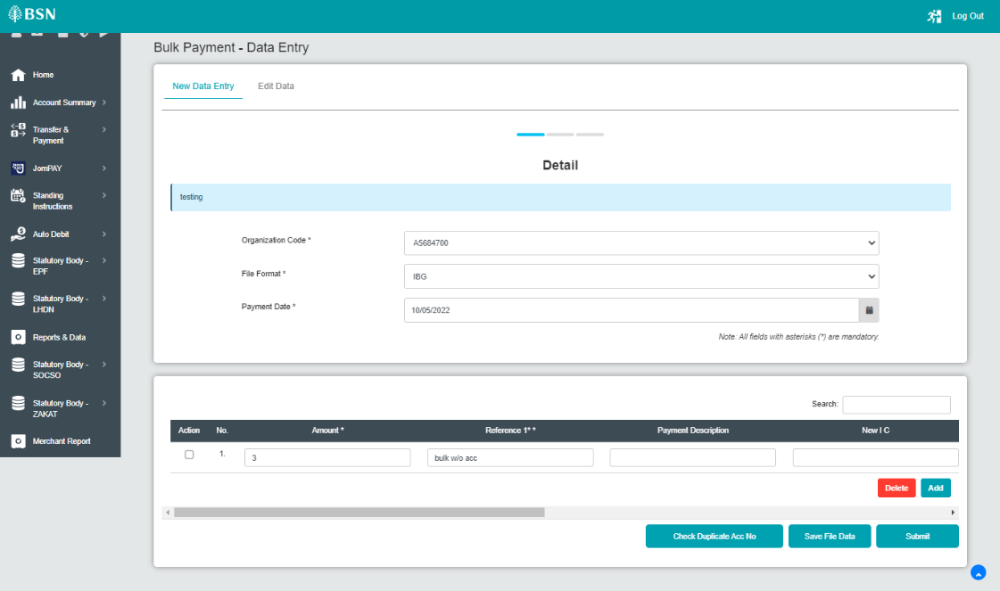 BSN
Log Out
Home
Account Summary
Transfer &
Payment
JomPAY
Standing
Instructions
Auto Debit
Statutory Body -
EPF
Statutory Body -
LHDN
Reports & Data
Statutory Body -
SOCSO
Statutory Body -
ZAKAT
Merchant Report
Bulk Payment - Data Entry
New Data Entry Edit Data
Detail
testing
Organization Code * A5684700
File Format * IBG
Payment Date * 10/05/2022
Note: All fields with asterisks (*) are mandatory.
Search:
Action No. Amount * Reference 1* * Payment Description New I C
1. 3 bulk w/o acc
Delete Add
Check Duplicate Acc No Save File Data Submit